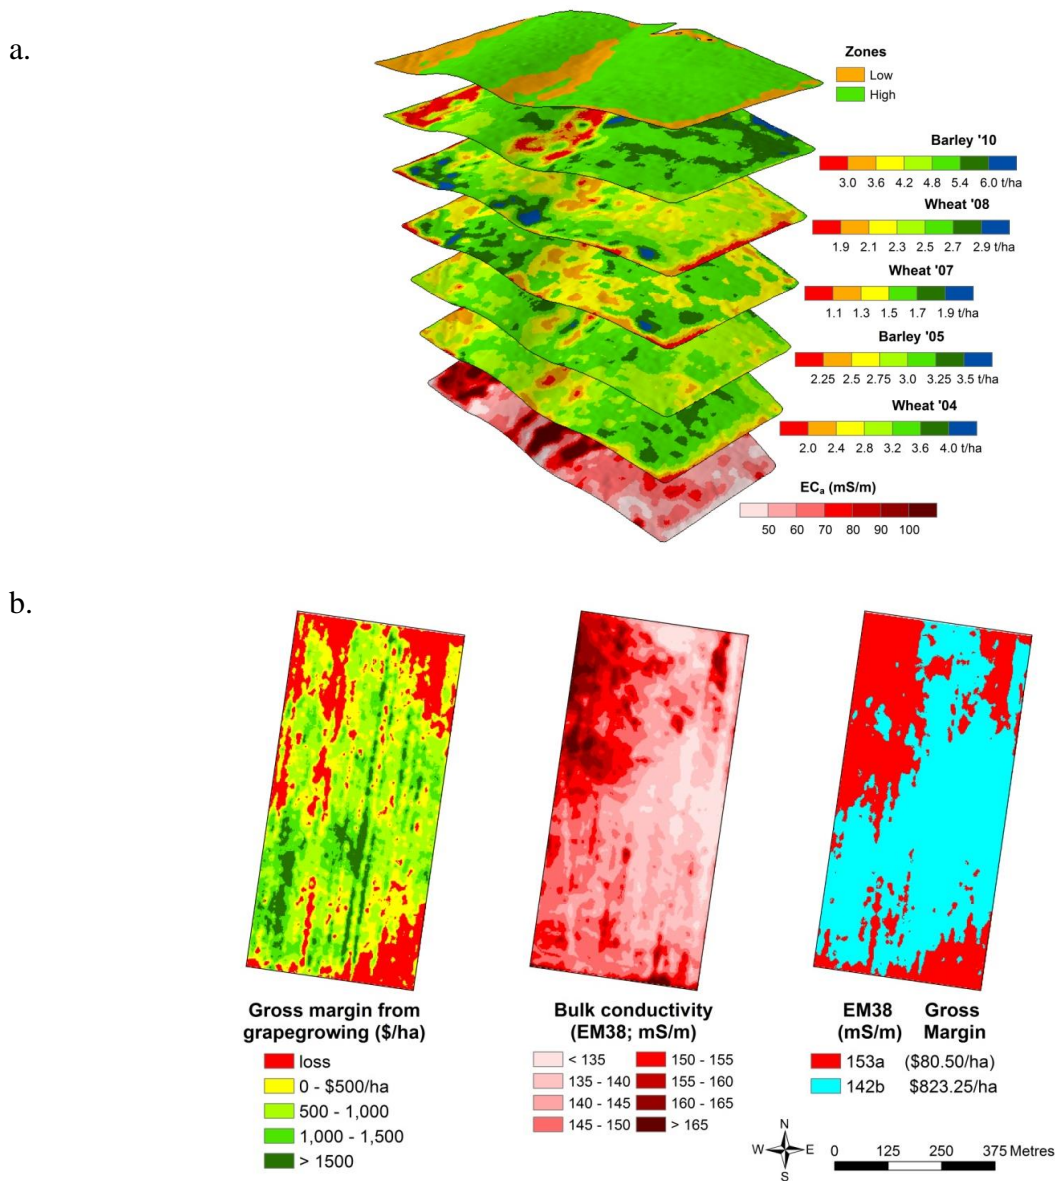 a.
Zones
Low
High
Barley '10
3.0 3.6 4.2 4.8 5.4 6.0 t/ha
Wheat '08
1.9 2.1 2.3 2.5 2.7 2.9 t/ha
Wheat '07
1.1 1.3 1.5 1.7 1.9 t/ha
Barley '05
2.25 2.5 2.75 3.0 3.25 3.5 t/ha
Wheat '04
2.0 2.4 2.8 3.2 3.6 4.0 t/ha
ECa (mS/m)
50 60 70 80 90 100
b.
Gross margin from
grapegrowing ($/ha)
loss
0 - $500/ha
500 - 1,000
1,000 - 1,500
> 1500
Bulk conductivity
(EM38; mS/m)
< 135
135 - 140
140 - 145
145 - 150
150 - 155
155 - 160
160 - 165
> 165
EM38 Gross
(mS/m) Margin
153a ($80.50/ha)
142b $823.25/ha
N
W E
S
0 125 250 375 Metres